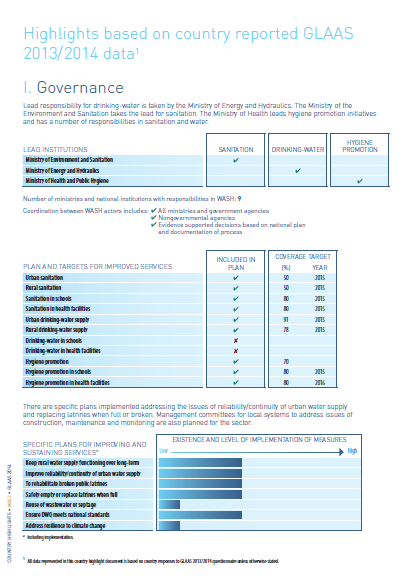 Highlights based on country reported GLAAS
2013/2014 data¹
I. Governance
Lead responsibility for drinking-water is taken by the Ministry of Energy and Hydraulics. The Ministry of the
Environment and Sanitation takes the lead for sanitation. The Ministry of Health leads hygiene promotion initiatives
and has a number of responsibilities in sanitation and water.
LEAD INSTITUTIONS SANITATION DRINKING-WATER HYGIENE PROMOTION
Ministry of Environment and Sanitation ✔
Ministry of Energy and Hydraulics ✔
Ministry of Health and Public Hygiene ✔
Number of ministries and national institutions with responsibilities in WASH: 9
Coordination between WASH actors includes: ✔ All ministries and government agencies
✔ Nongovernmental agencies
✔ Evidence supported decisions based on national plan
and documentation of process
PLAN AND TARGETS FOR IMPROVED SERVICES INCLUDED IN PLAN COVERAGE TARGET (%) YEAR
Urban sanitation ✔ 50 2015
Rural sanitation ✔ 50 2015
Sanitation in schools ✔ 80 2015
Sanitation in health facilities ✔ 80 2015
Urban drinking-water supply ✔ 91 2015
Rural drinking-water supply ✔ 78 2015
Drinking-water in schools ✘
Drinking-water in health facilities ✘
Hygiene promotion ✔ 70
Hygiene promotion in schools ✔ 80 2015
Hygiene promotion in health facilities ✔ 80 2016
There are specific plans implemented addressing the issues of reliability/continuity of urban water supply
and replacing latrines when full or broken. Management committees for local systems to address issues of
construction, maintenance and monitoring are also planned for the sector.
SPECIFIC PLANS FOR IMPROVING AND
SUSTAINING SERVICES* EXISTENCE AND LEVEL OF IMPLEMENTATION OF MEASURES
Low High
Keep rural water supply functioning over long-term
Improve reliability/continuity of urban water supply
To rehabilitate broken public latrines
Safely empty or replace latrines when full
Reuse of wastewater or septage
Ensure DWQ meets national standards
Address resilience to climate change
* Including implementation.
¹ All data represented in this country highlight document is based on country responses to GLAAS 2013/2014 questionnaire unless otherwise stated.
COUNTRY HIGHLIGHTS • WASH • GLAAS 2014